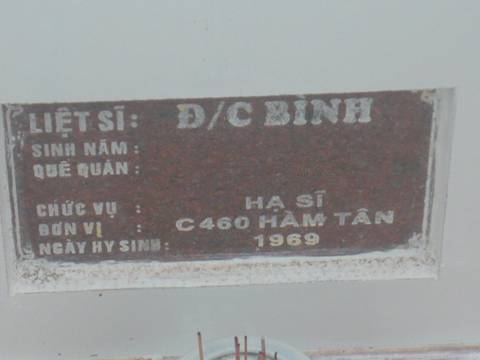 LIỆT SĨ: Đ/C BÌNH
SINH NĂM :
QUÊ QUÁN :
CHỨC VỤ : HẠ SĨ
ĐƠN VỊ : C460 HÀM TÂN
NGÀY HY SINH: 1969